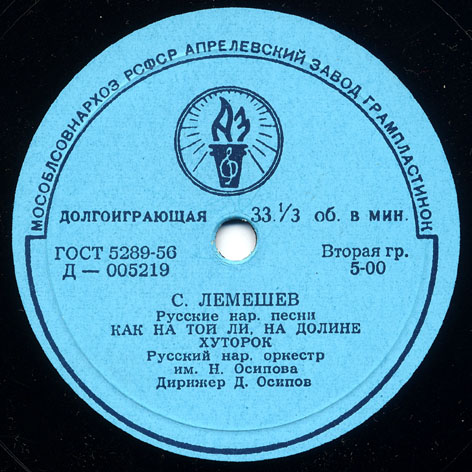 МОСОБЛСОВНАРХОЗ РСФСР АПРЕЛЕВСКИЙ ЗАВОД ГРАМПЛАСТИНОК
АЗ
ДОЛГОИГРАЮЩАЯ 33 1/3 об. в мин.
ГОСТ 5289-56 Вторая гр.
Д — 005219 5-00
С. ЛЕМЕШЕВ
Русские нар. песни
КАК НА ТОЙ ЛИ, НА ДОЛИНЕ
ХУТОРОК
Русский нар. оркестр
им. Н. Осипова
Дирижер Д. Осипов